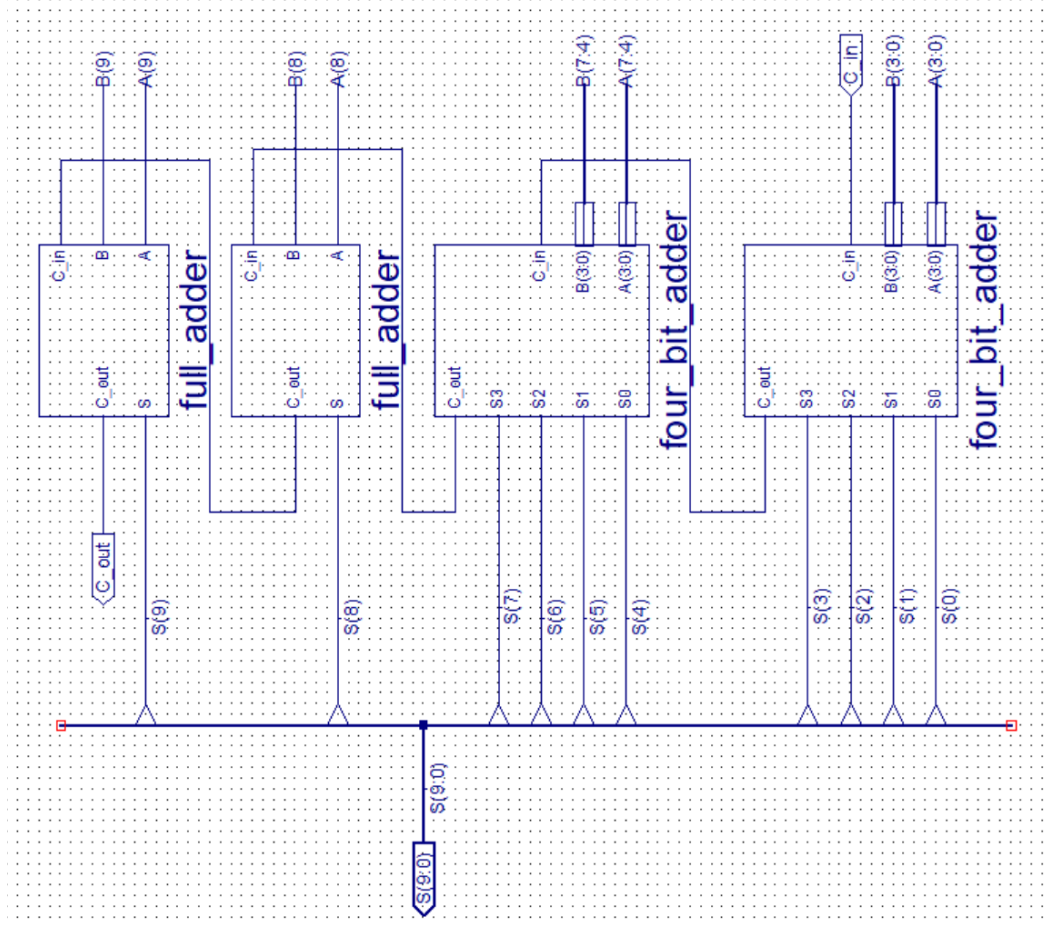 B(9)
A(9)
B(8)
A(8)
B(7:4)
A(7:4)
C_in
B(3:0)
A(3:0)
C_in
B
A
C_out
S
full_adder
C_in
B
A
C_out
S
full_adder
C_in
B(3:0)
A(3:0)
C_out
S3
S2
S1
S0
four_bit_adder
C_in
B(3:0)
A(3:0)
C_out
S3
S2
S1
S0
four_bit_adder
C_out
S(9)
S(8)
S(7)
S(6)
S(5)
S(4)
S(3)
S(2)
S(1)
S(0)
S(9:0)
S(9:0)